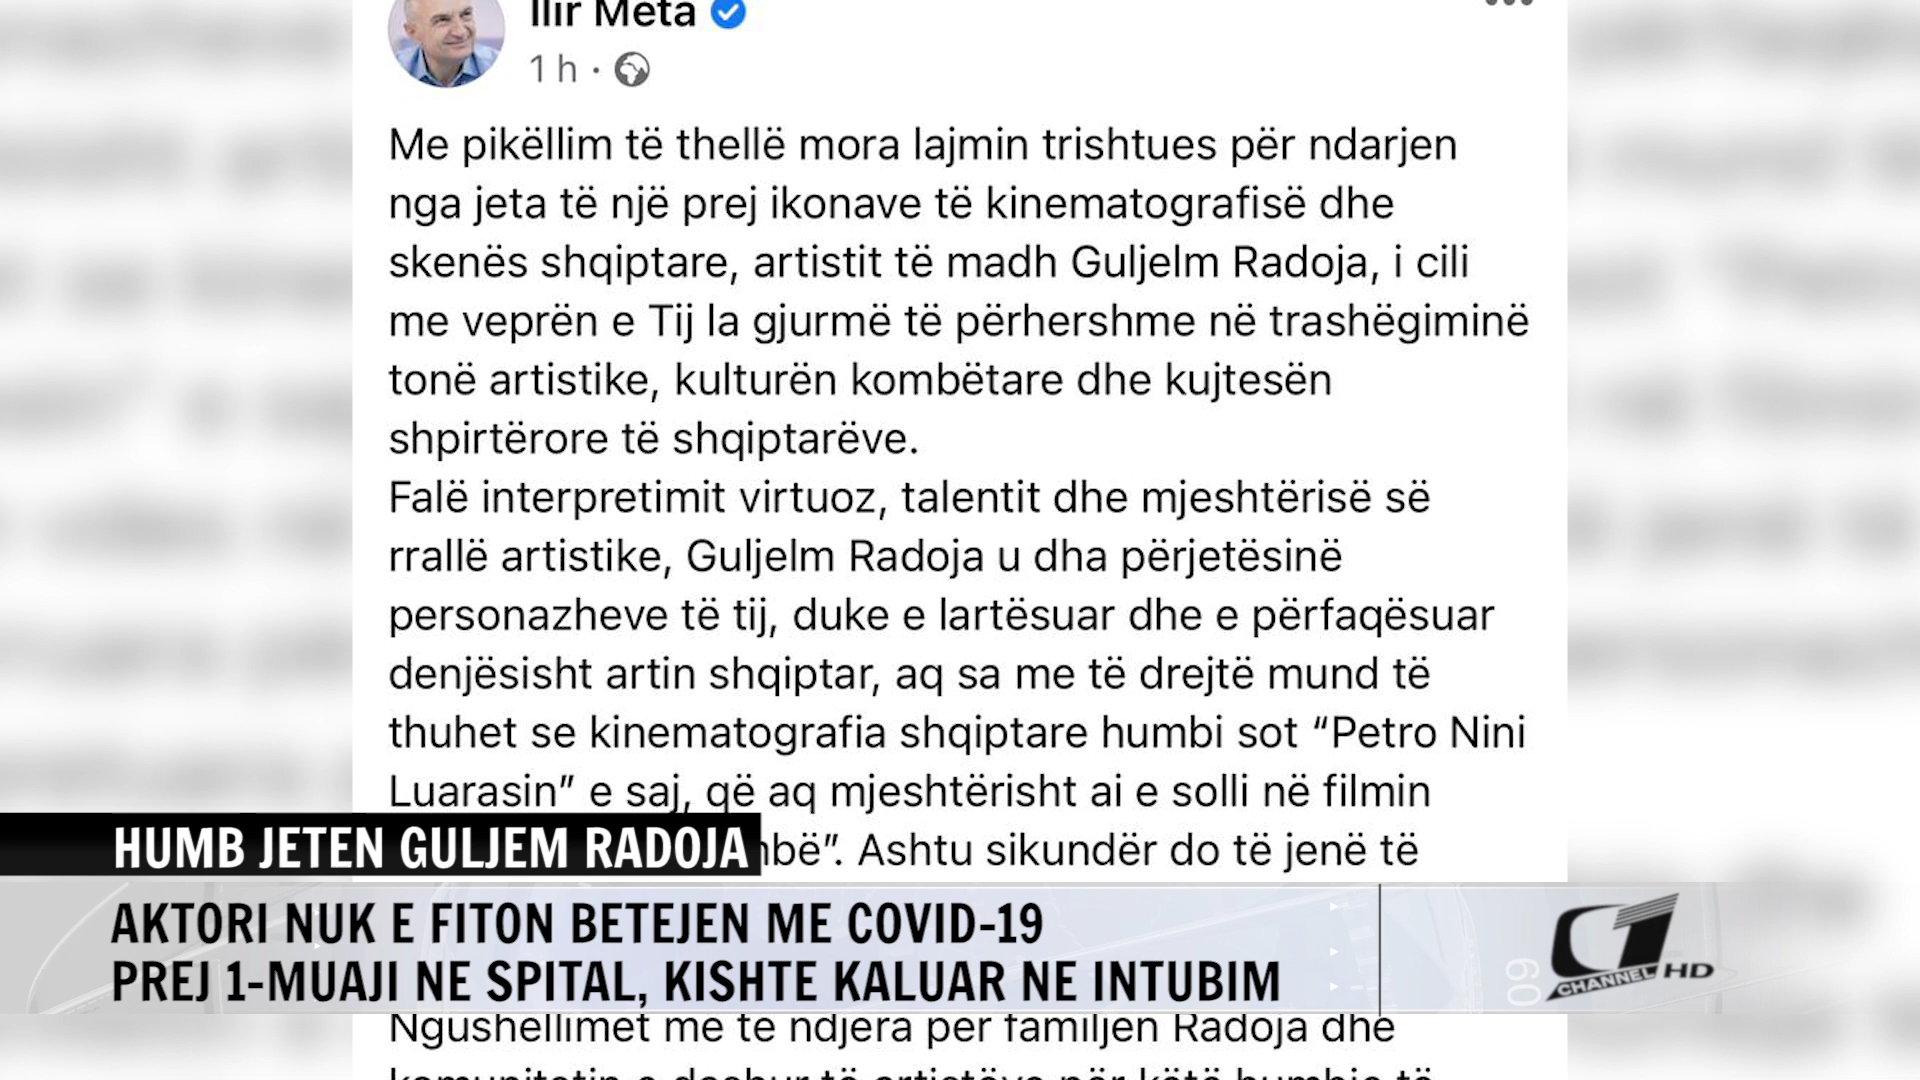 Ilir Meta
1 h ·
Me pikëllim të thellë mora lajmin trishtues për ndarjen
nga jeta të një prej ikonave të kinematografisë dhe
skenës shqiptare, artistit të madh Guljelm Radoja, i cili
me veprën e Tij la gjurmë të përhershme në trashëgiminë
tonë artistike, kulturën kombëtare dhe kujtesën
shpirtërore të shqiptarëve.
Falë interpretimit virtuoz, talentit dhe mjeshtërisë së
rrallë artistike, Guljelm Radoja u dha përjetësinë
personazheve të tij, duke e lartësuar dhe e përfaqësuar
denjësisht artin shqiptar, aq sa me të drejtë mund të
thuhet se kinematografia shqiptare humbi sot “Petro Nini
Luarasin” e saj, që aq mjeshtërisht ai e solli në filmin
Ashtu sikundër do të jenë të
HUMB JETEN GULJEM RADOJA
AKTORI NUK E FITON BETEJEN ME COVID-19
PREJ 1-MUAJI NE SPITAL, KISHTE KALUAR NE INTUBIM
09
CHANNEL HD
Ngushëllimet më të ndjera për familjen Radoja dhe